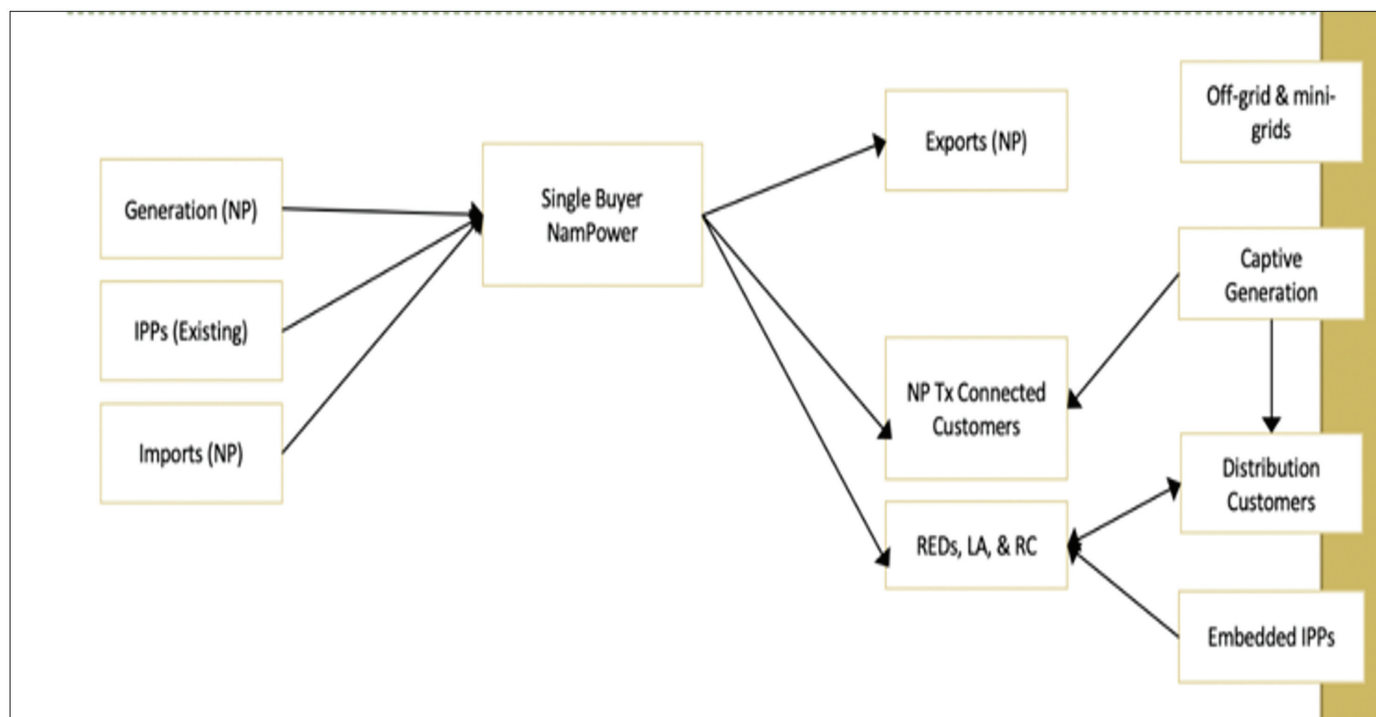 Generation (NP)
IPPs (Existing)
Imports (NP)
Single Buyer
NamPower
Exports (NP)
NP Tx Connected
Customers
REDs, LA, & RC
Off-grid & mini-
grids
Captive
Generation
Distribution
Customers
Embedded IPPs